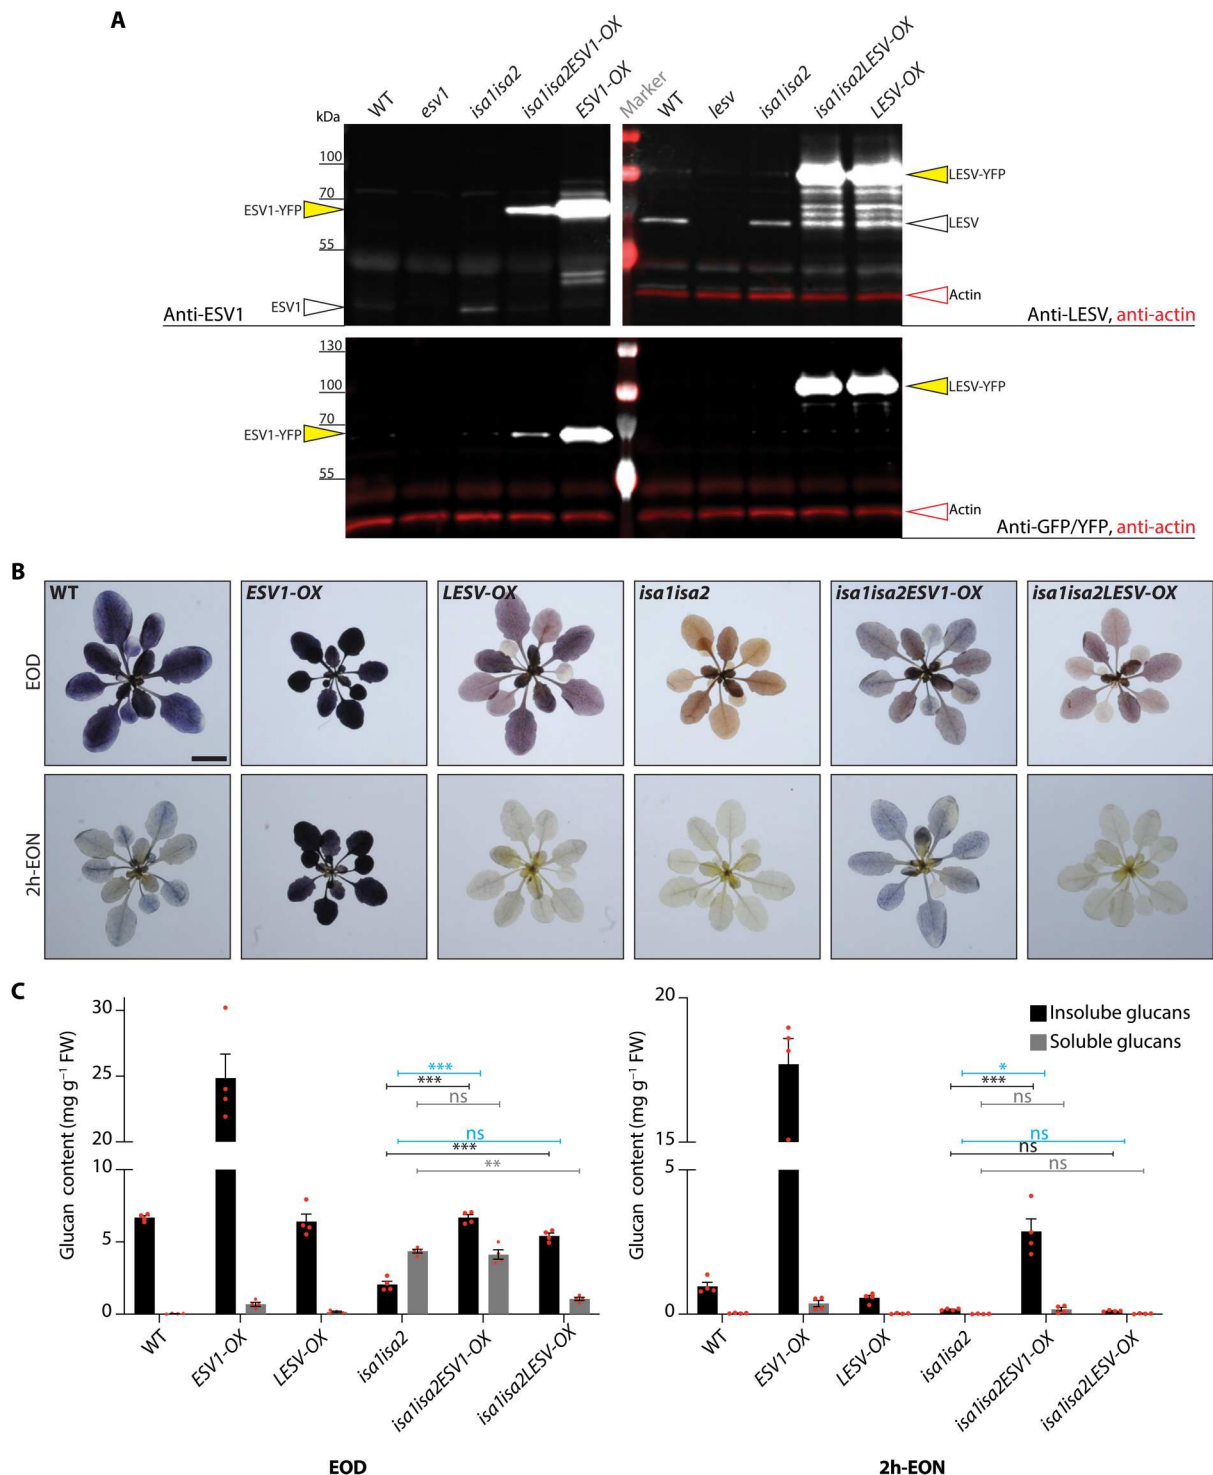 A
WT
esv1
isa1isa2
isa1isa2ESV1-OX
ESV1-OX
Marker
WT
lesv
isa1isa2
isa1isa2LESV-OX
LESV-OX
kDa
100
70
55
ESV1-YFP
ESV1
Anti-ESV1
LESV-YFP
LESV
Actin
Anti-LESV, anti-actin
130
100
70
55
ESV1-YFP
LESV-YFP
Actin
Anti-GFP/YFP, anti-actin
B
WT
ESV1-OX
LESV-OX
isa1isa2
isa1isa2ESV1-OX
isa1isa2LESV-OX
EOD
2h-EON
C
Glucan content (mg g⁻¹ FW)
30
25
20
10
5
0
***
***
ns
ns
***
**
WT
ESV1-OX
LESV-OX
isa1isa2
isa1isa2ESV1-OX
isa1isa2LESV-OX
EOD
Glucan content (mg g⁻¹ FW)
20
15
5
0
Insolube glucans
Soluble glucans
*
***
ns
ns
ns
ns
WT
ESV1-OX
LESV-OX
isa1isa2
isa1isa2ESV1-OX
isa1isa2LESV-OX
2h-EON